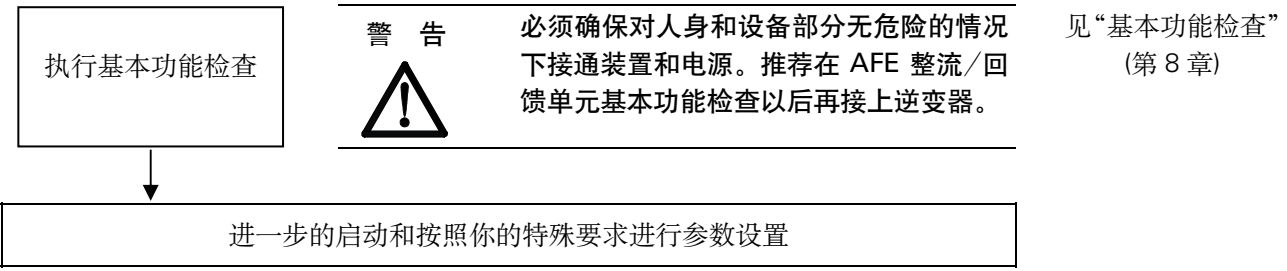 执行基本功能检查
警 告
必须确保对人身和设备部分无危险的情况
下接通装置和电源。推荐在 AFE 整流/回
馈单元基本功能检查以后再接上逆变器。
见“基本功能检查”
(第 8 章)
进一步的启动和按照你的特殊要求进行参数设置